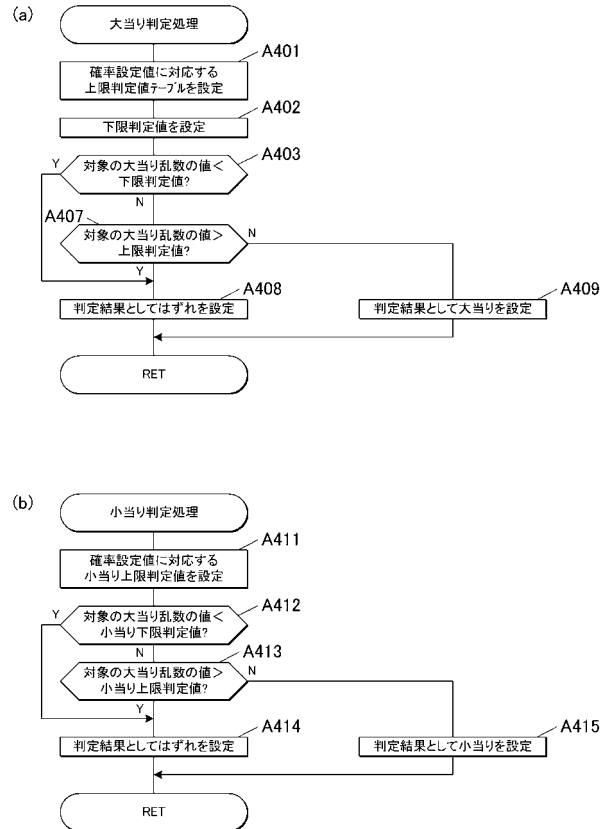 (a)
大当り判定処理
A401
確率設定値に対応する
上限判定値テーブルを設定
A402
下限判定値を設定
A403
Y
対象の大当り乱数の値<
下限判定値?
N
A407
対象の大当り乱数の値>
上限判定値?
N
Y
A408
判定結果としてはずれを設定
A409
判定結果として大当りを設定
RET
(b)
小当り判定処理
A411
確率設定値に対応する
小当り上限判定値を設定
A412
Y
対象の大当り乱数の値<
小当り下限判定値?
N
A413
対象の大当り乱数の値>
小当り上限判定値?
N
Y
A414
判定結果としてはずれを設定
A415
判定結果として小当りを設定
RET